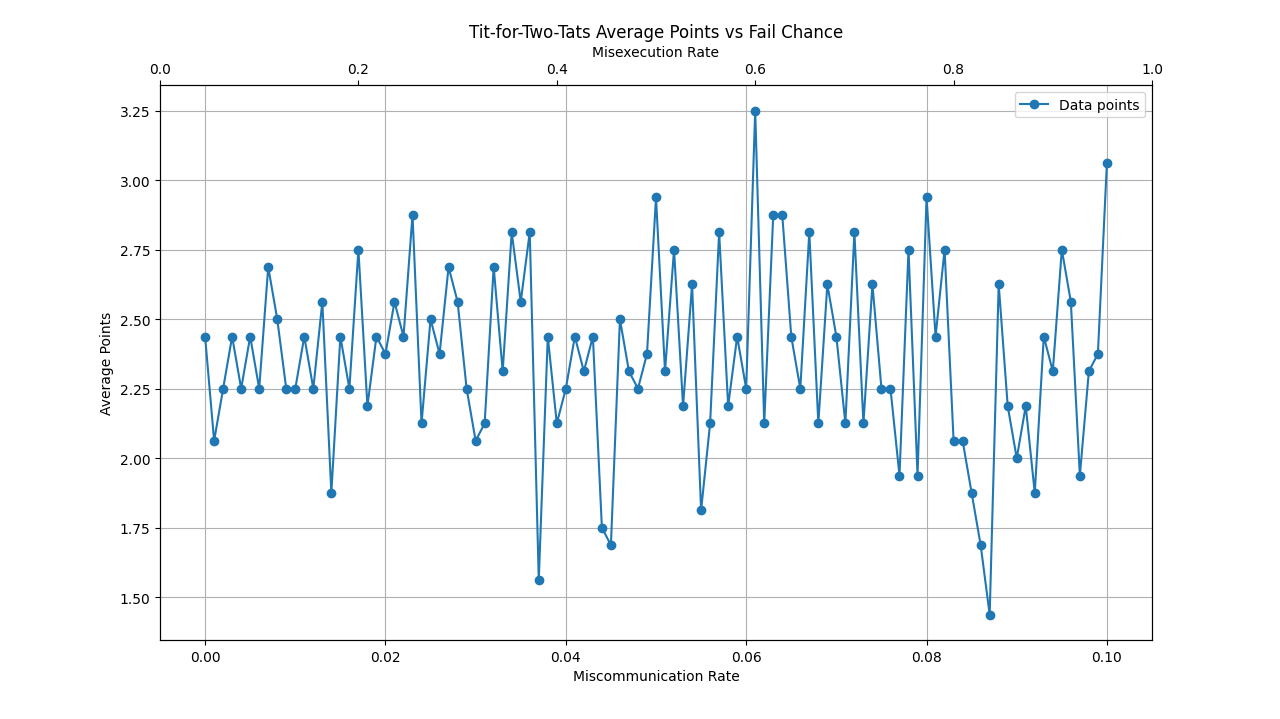 Tit-for-Two-Tats Average Points vs Fail Chance
Misexecution Rate
0.0 0.2 0.4 0.6 0.8 1.0
Data points
3.25
3.00
2.75
2.50
2.25
2.00
1.75
1.50
Average Points
0.00 0.02 0.04 0.06 0.08 0.10
Miscommunication Rate